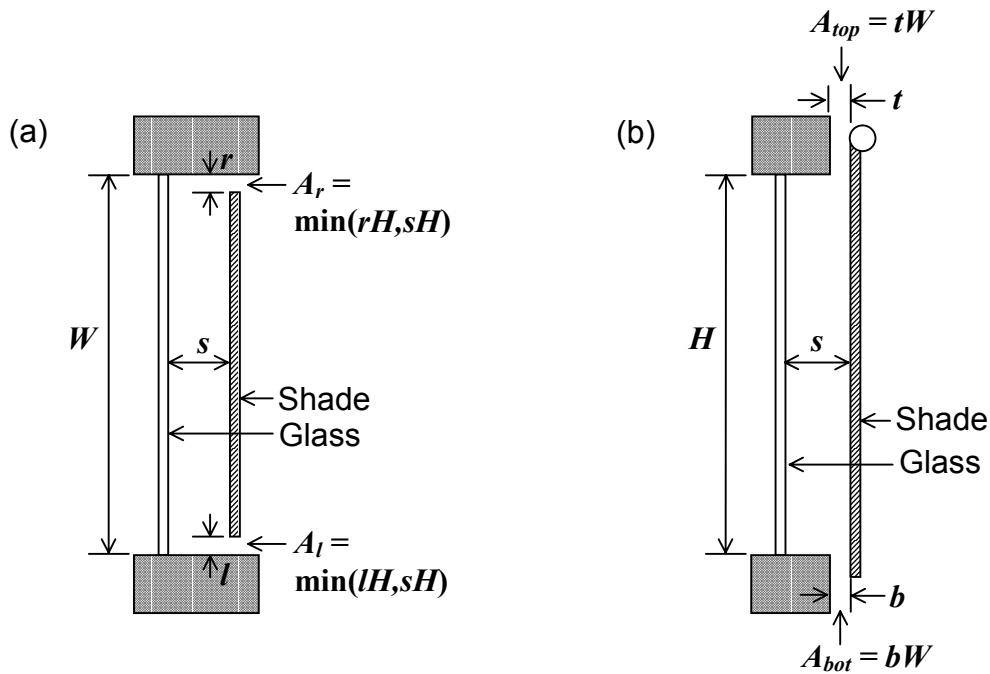 (a)
r
A_r =
min(rH,sH)
W
s
Shade
Glass
A_l =
min(lH,sH)
l
A_top = tW
(b)
t
H
s
Shade
Glass
b
A_bot = bW